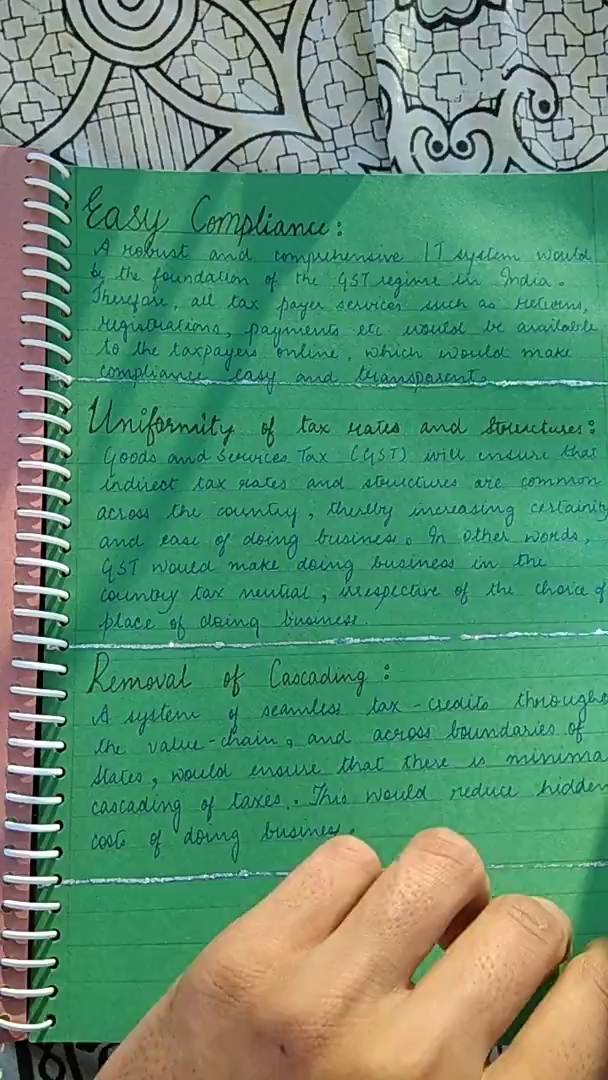 Easy Compliance:
A robust and comprehensive IT system would
be the foundation of the GST regime in India.
Therefore, all tax payer services such as returns,
registrations, payments etc would be available
to the taxpayers online, which would make
compliance easy and transparent.
Uniformity of tax rates and structures:
Goods and Services Tax (GST) will ensure that
indirect tax rates and structures are common
across the country, thereby increasing certainity
and ease of doing business. In other words,
GST would make doing business in the
country tax neutral, irrespective of the choice of
place of doing business.
Removal of Cascading:
A system of seamless tax-credits throughout
the value-chain, and across boundaries of
States, would ensure that there is minimal
cascading of taxes. This would reduce hidden
costs of doing business.